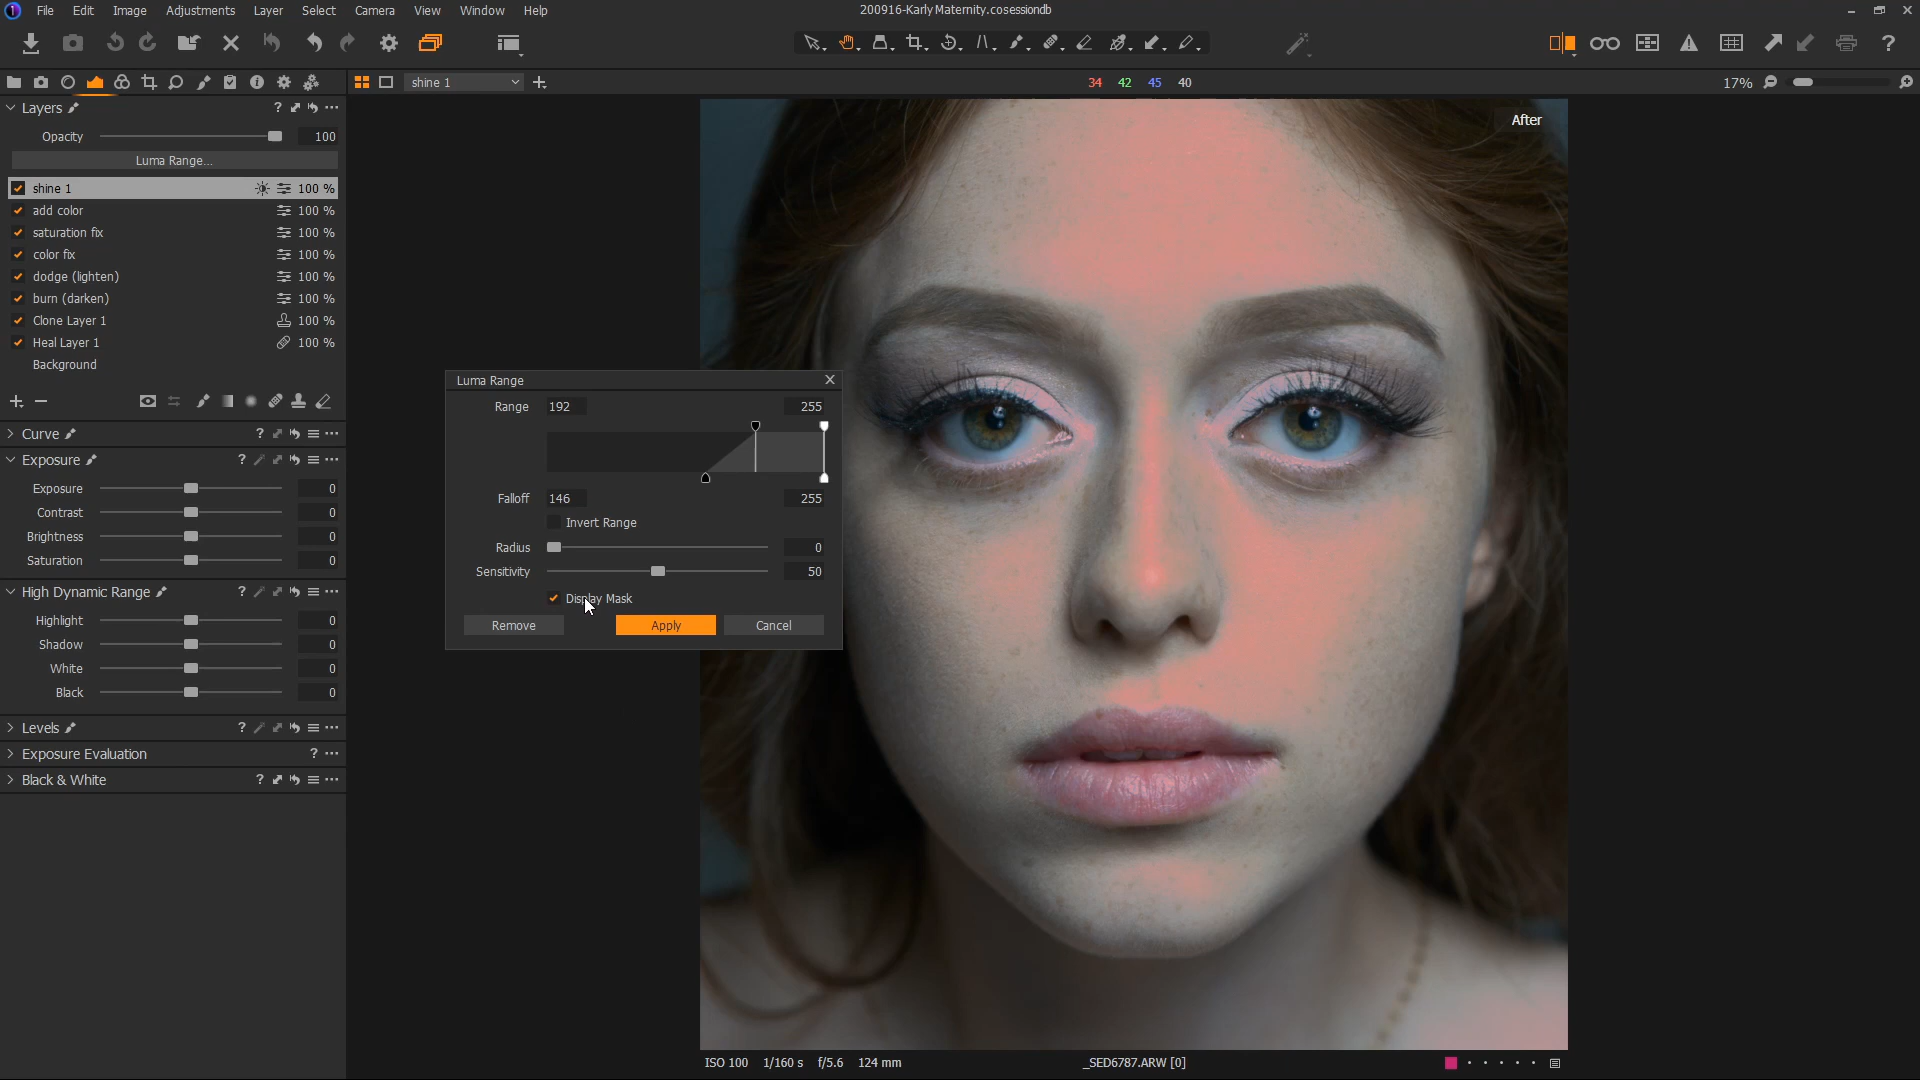 File Edit Image Adjustments Layer Select Camera View Window Help
200916-Karly Maternity.cosessiondb
shine 1
34 42 45 40
17%
Layers
Opacity 100
Luma Range...
shine 1 100 %
add color 100 %
saturation fix 100 %
color fix 100 %
dodge (lighten) 100 %
burn (darken) 100 %
Clone Layer 1 100 %
Heal Layer 1 100 %
Background
Curve
Exposure
Exposure 0
Contrast 0
Brightness 0
Saturation 0
High Dynamic Range
Highlight 0
Shadow 0
White 0
Black 0
Levels
Exposure Evaluation
Black & White
Luma Range
Range 192 255
Falloff 146 255
Invert Range
Radius 0
Sensitivity 50
Display Mask
Remove Apply Cancel
After
ISO 100 1/160 s f/5.6 124 mm
_SED6787.ARW [0]